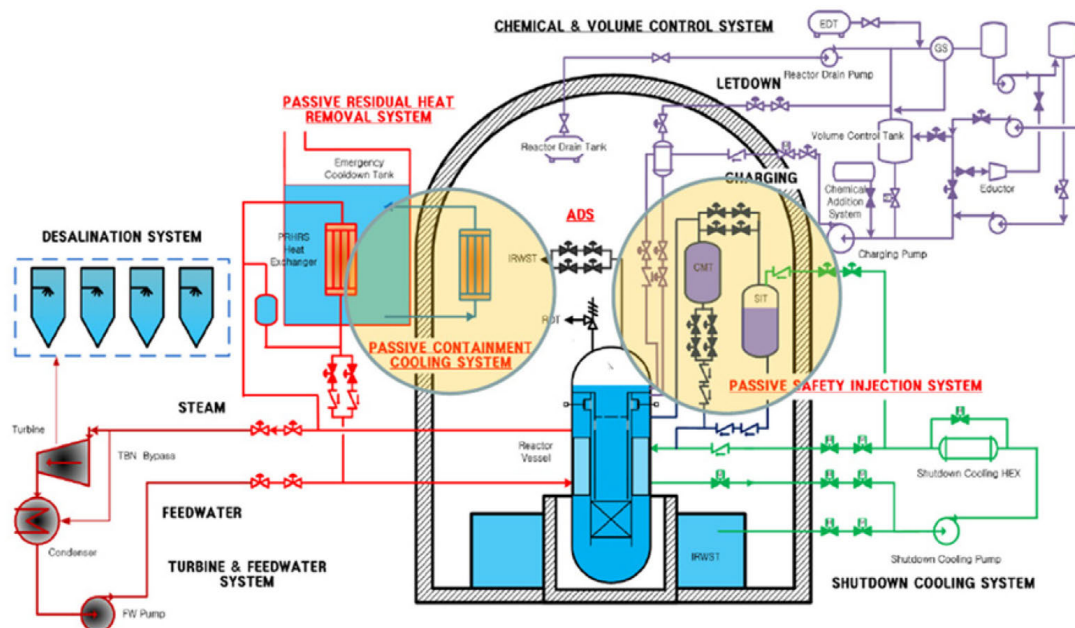 CHEMICAL & VOLUME CONTROL SYSTEM
EDT
GS
Reactor Drain Pump
LETDOWN
PASSIVE RESIDUAL HEAT
REMOVAL SYSTEM
Reactor Drain Tank
Volume Control Tank
Emergency
Cooldown Tank
CHARGING
Chemical
Addition
System
Eductor
ADS
DESALINATION SYSTEM
PRHRS
Heat
Exchanger
IRWST
CMT
SIT
Charging Pump
RDT
PASSIVE CONTAINMENT
COOLING SYSTEM
PASSIVE SAFETY INJECTION SYSTEM
STEAM
Turbine
TBN Bypass
Reactor
Vessel
Shutdown Cooling HEX
FEEDWATER
Condenser
IRWST
Shutdown Cooling Pump
TURBINE & FEEDWATER
SYSTEM
SHUTDOWN COOLING SYSTEM
FW Pump